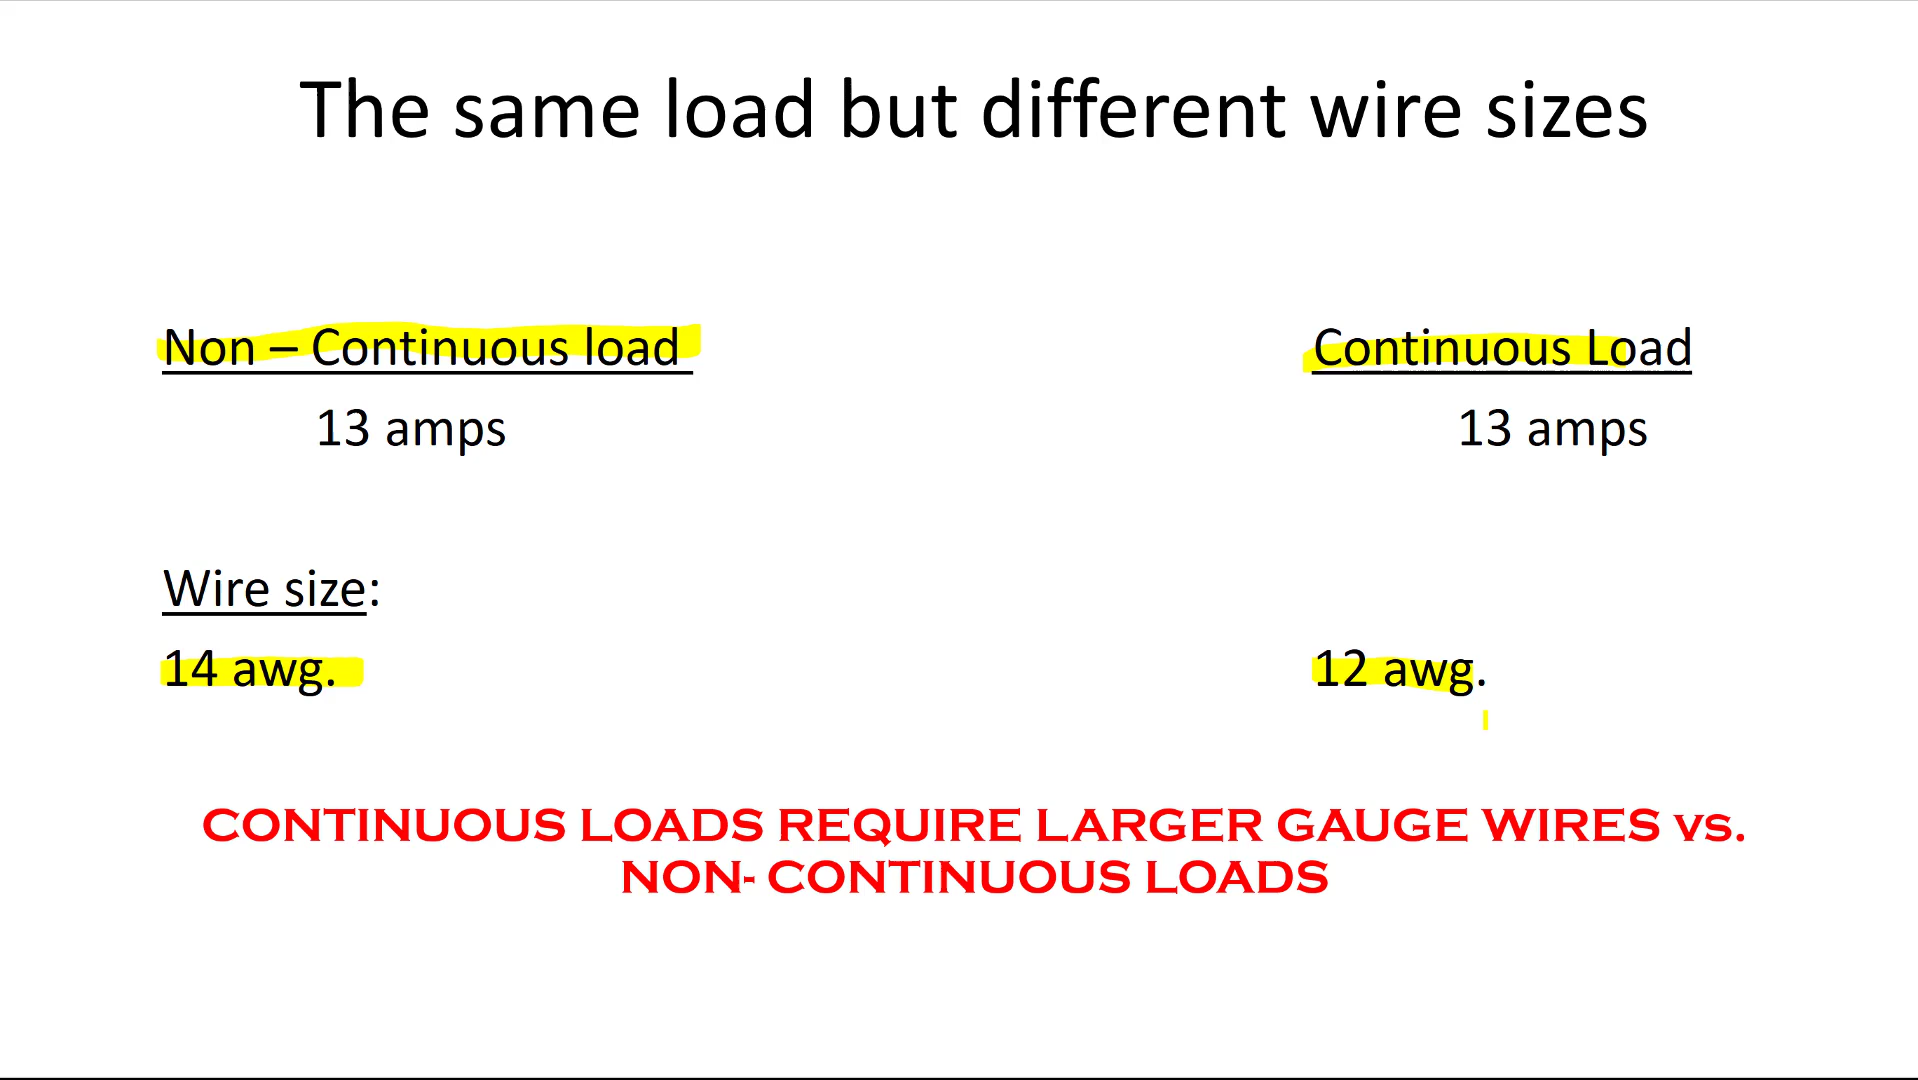 The same load but different wire sizes
Non – Continuous load
Continuous Load
13 amps
13 amps
Wire size:
14 awg.
12 awg.
CONTINUOUS LOADS REQUIRE LARGER GAUGE WIRES vs.
NON- CONTINUOUS LOADS